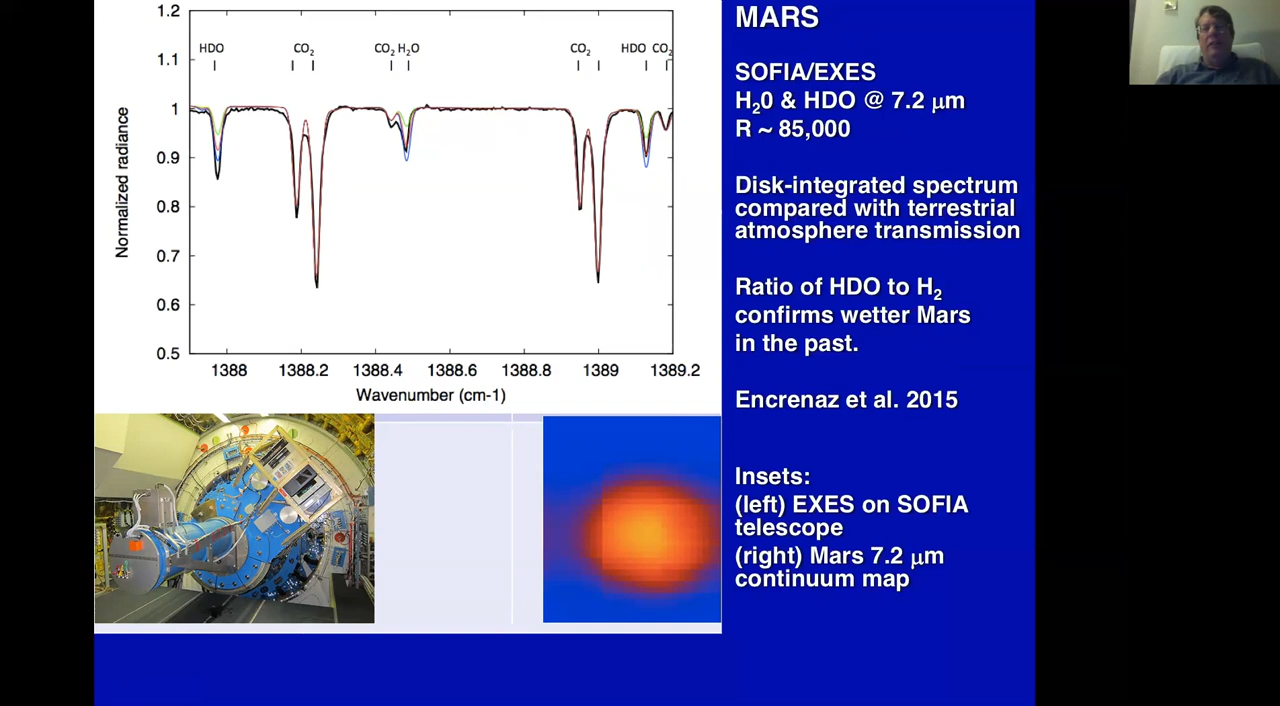 1.2
1.1
1
0.9
0.8
0.7
0.6
0.5
Normalized radiance
HDO CO₂ CO₂ H₂O CO₂ HDO CO₂
1388 1388.2 1388.4 1388.6 1388.8 1389 1389.2
Wavenumber (cm-1)
MARS
SOFIA/EXES
H₂0 & HDO @ 7.2 μm
R ~ 85,000
Disk-integrated spectrum
compared with terrestrial
atmosphere transmission
Ratio of HDO to H₂
confirms wetter Mars
in the past.
Encrenaz et al. 2015
Insets:
(left) EXES on SOFIA
telescope
(right) Mars 7.2 μm
continuum map